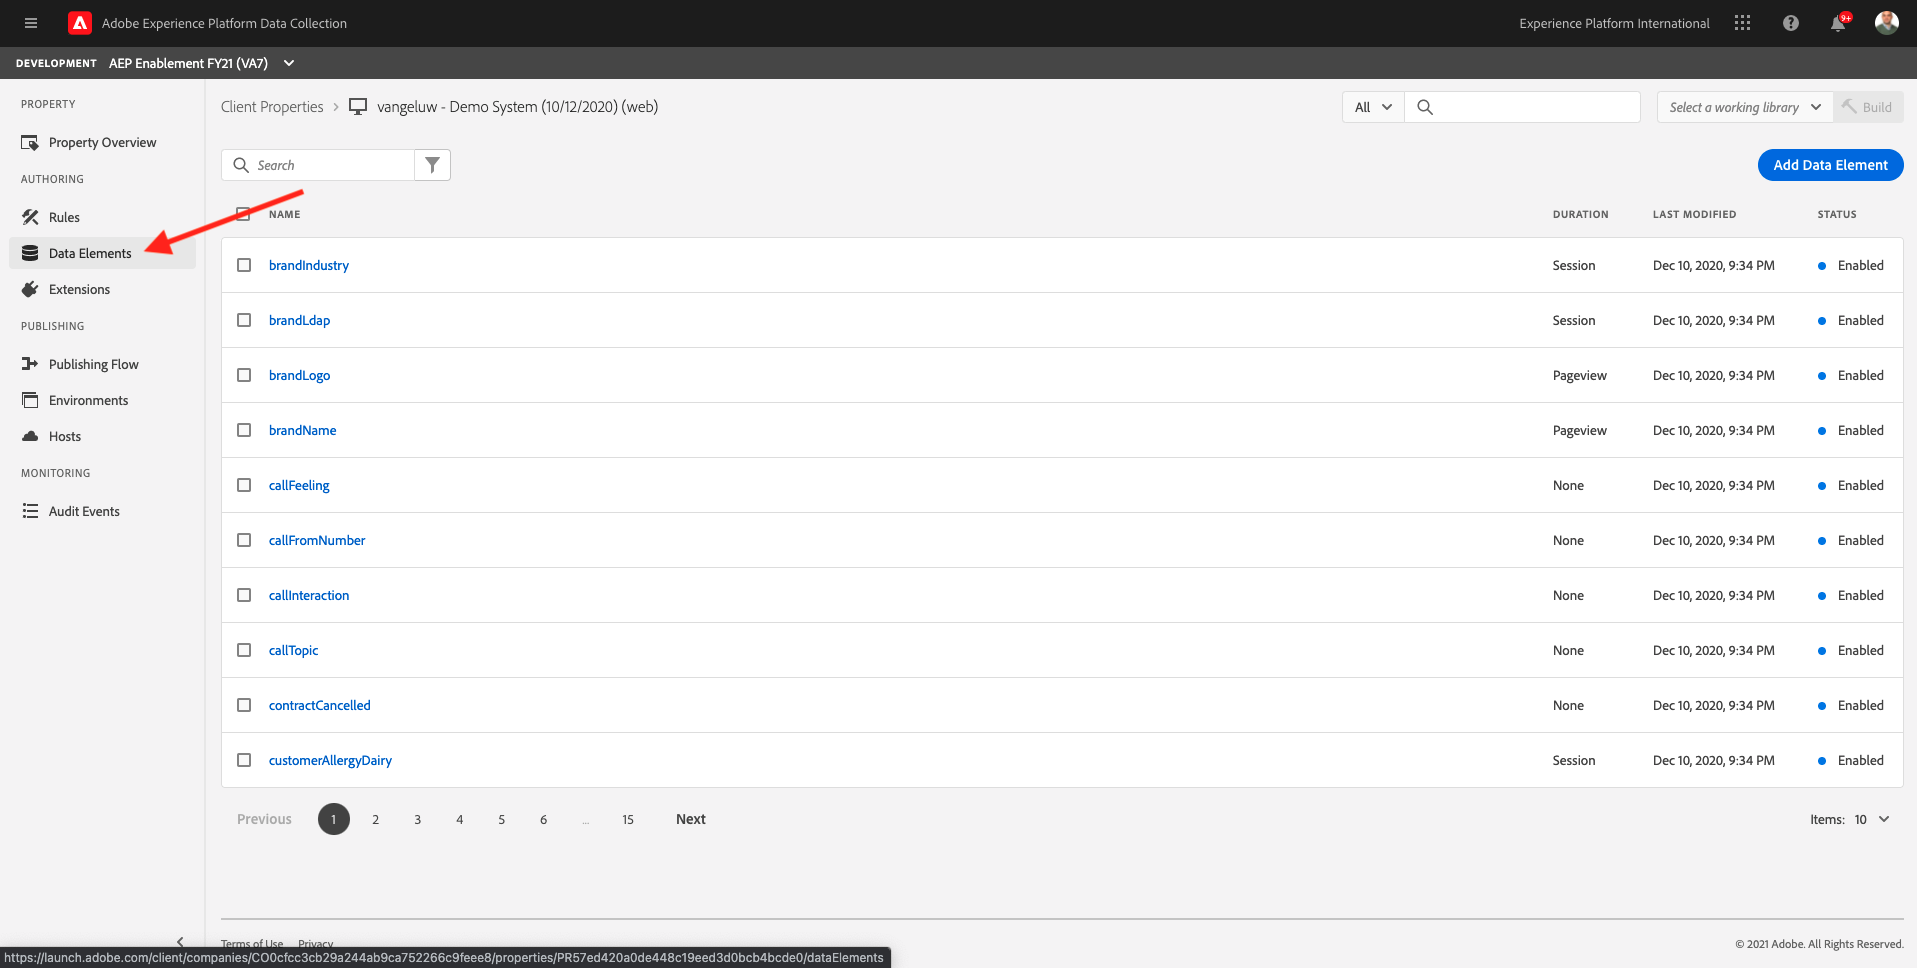 Adobe Experience Platform Data Collection
Experience Platform International
9+
DEVELOPMENT AEP Enablement FY21 (VA7)
PROPERTY
Property Overview
AUTHORING
Rules
Data Elements
Extensions
PUBLISHING
Publishing Flow
Environments
Hosts
MONITORING
Audit Events
Client Properties > vangeluw - Demo System (10/12/2020) (web)
All
Select a working library
Build
Search
Add Data Element
NAME DURATION LAST MODIFIED STATUS
brandIndustry Session Dec 10, 2020, 9:34 PM Enabled
brandLdap Session Dec 10, 2020, 9:34 PM Enabled
brandLogo Pageview Dec 10, 2020, 9:34 PM Enabled
brandName Pageview Dec 10, 2020, 9:34 PM Enabled
callFeeling None Dec 10, 2020, 9:34 PM Enabled
callFromNumber None Dec 10, 2020, 9:34 PM Enabled
callInteraction None Dec 10, 2020, 9:34 PM Enabled
callTopic None Dec 10, 2020, 9:34 PM Enabled
contractCancelled None Dec 10, 2020, 9:34 PM Enabled
customerAllergyDairy Session Dec 10, 2020, 9:34 PM Enabled
Previous 1 2 3 4 5 6 ... 15 Next
Items: 10
Terms of Use Privacy
© 2021 Adobe. All Rights Reserved.
https://launch.adobe.com/client/companies/CO0cfcc3cb29a244ab9ca752266c9feee8/properties/PR57ed420a0de448c19eed3d0bcb4bcde0/dataElements